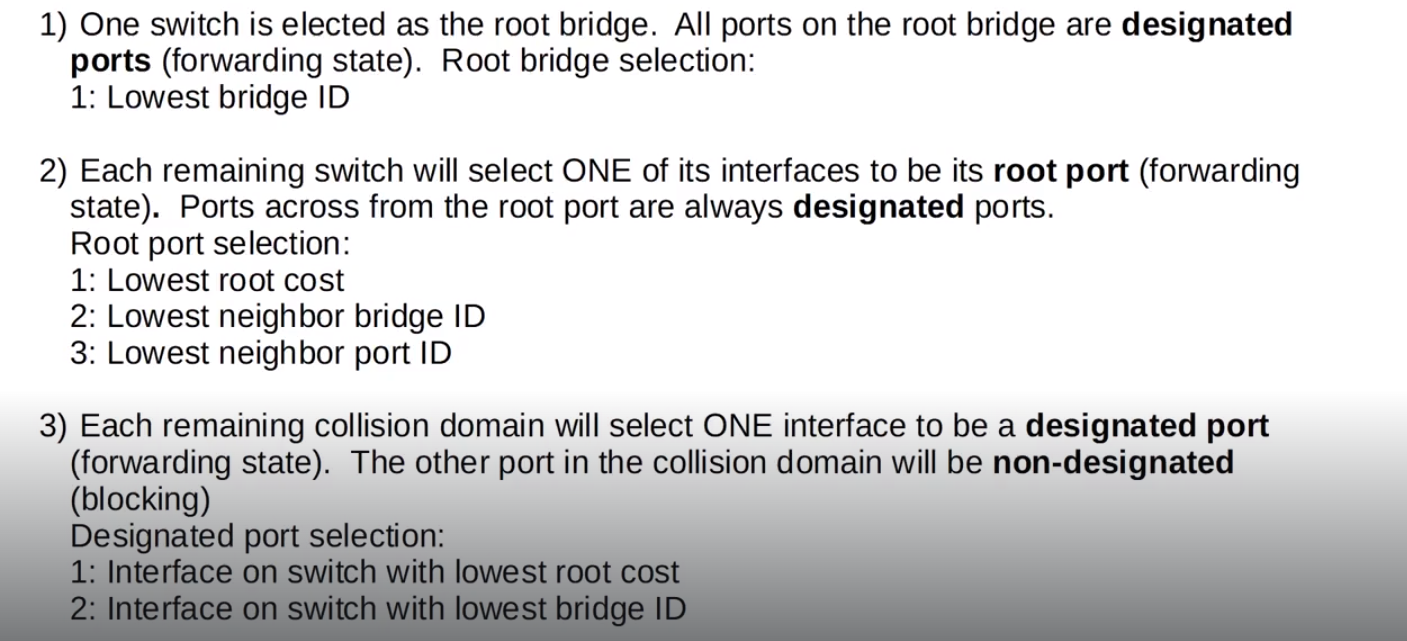 1) One switch is elected as the root bridge.  All ports on the root bridge are designated
ports (forwarding state).  Root bridge selection:
1: Lowest bridge ID
2) Each remaining switch will select ONE of its interfaces to be its root port (forwarding
state).  Ports across from the root port are always designated ports.
Root port selection:
1: Lowest root cost
2: Lowest neighbor bridge ID
3: Lowest neighbor port ID
3) Each remaining collision domain will select ONE interface to be a designated port
(forwarding state).  The other port in the collision domain will be non-designated
(blocking)
Designated port selection:
1: Interface on switch with lowest root cost
2: Interface on switch with lowest bridge ID